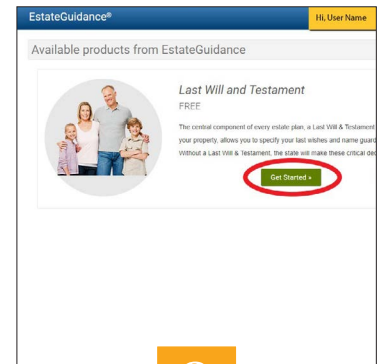 EstateGuidance®
Hi, User Name
Available products from EstateGuidance
Last Will and Testament
FREE
The central component of every estate plan, a Last Will & Testament
your property, allows you to specify your last wishes and name guard
Without a Last Will & Testament, the state will make these critical dec
Get Started »